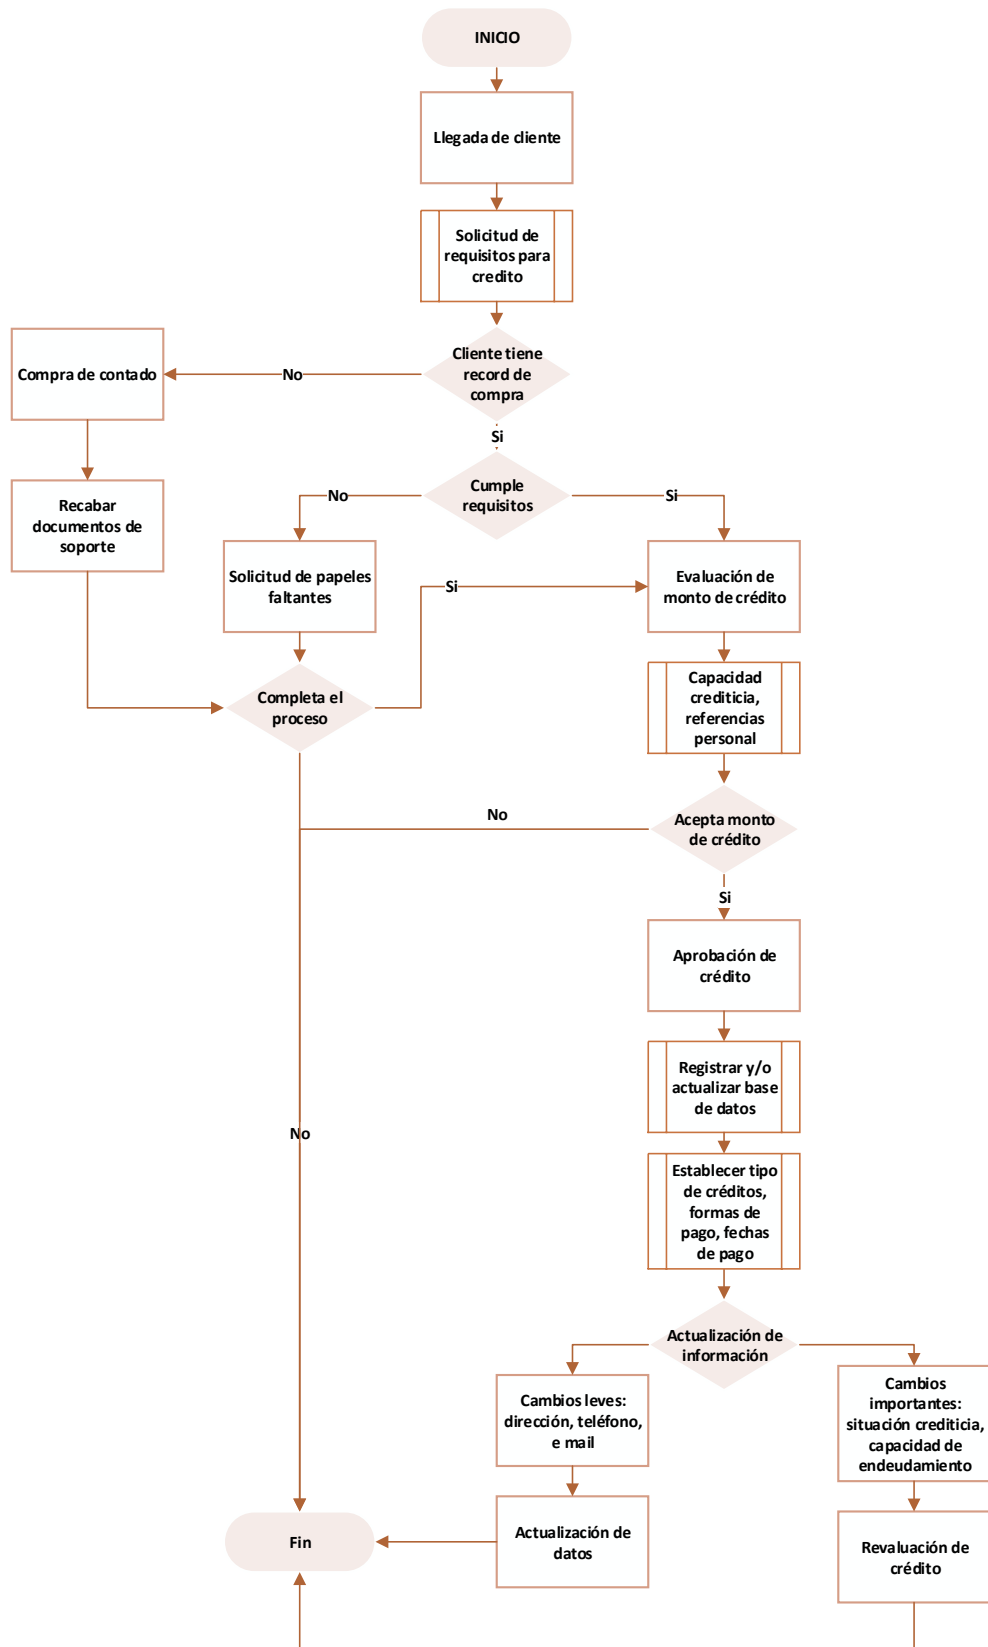 INICIO
Llegada de cliente
Solicitud de
requisitos para
credito
Cliente tiene
record de
compra
No
Compra de contado
Si
Cumple
requisitos
No
Si
Recabar
documentos de
soporte
Solicitud de papeles
faltantes
Si
Evaluación de
monto de crédito
Completa el
proceso
Capacidad
crediticia,
referencias
personal
No
Acepta monto
de crédito
Si
Aprobación de
crédito
Registrar y/o
actualizar base
de datos
No
Establecer tipo
de créditos,
formas de
pago, fechas
de pago
Actualización de
información
Cambios leves:
dirección, teléfono,
e mail
Cambios
importantes:
situación crediticia,
capacidad de
endeudamiento
Fin
Actualización de
datos
Revaluación de
crédito